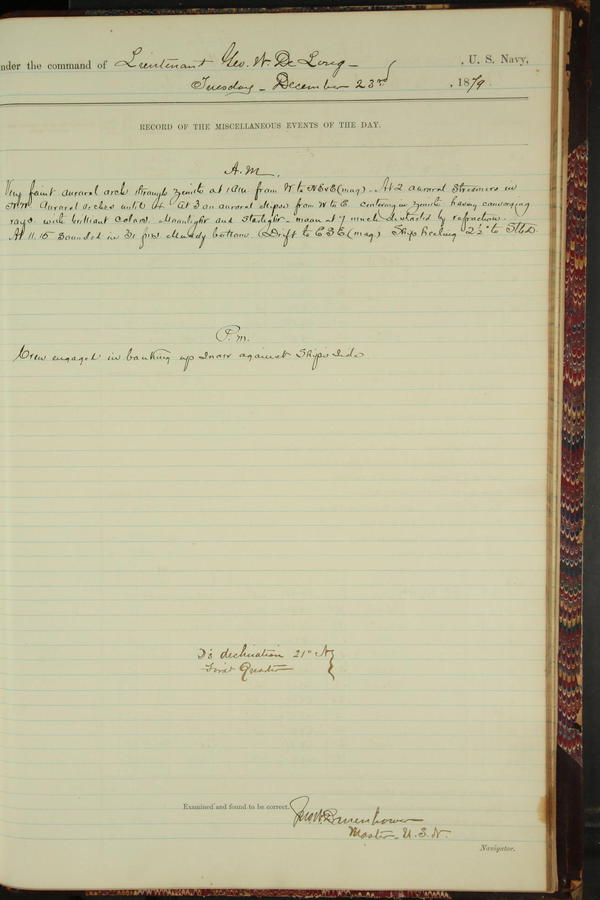 nder the command of Lieutenant Geo. W. De Long , U. S. Navy,
Tuesday - December 23rd , 1879.
RECORD OF THE MISCELLANEOUS EVENTS OF THE DAY.
A.M.
Very faint auroral arch through zenith at 1 a.m. from W to NE x E (mag). At 2 auroral streamers in
NW. Auroral arches until 4. At 3 an auroral from W to E. centering in zenith having converging
rays. with brilliant colors. Moonlight and Starlight - moon at 7 much distorted by refraction.
At 11.15 Sounded in 31 fms Muddy bottom. Drift to ESE (mag) Ship heeling 2½° to Stbd.
P.M.
Crew engaged in banking up Snow against Ship's Side
☽'s declination 21° N
First Quarter
Examined and found to be correct.
Jno W Danenhower
Master U.S.N.
Navigator.